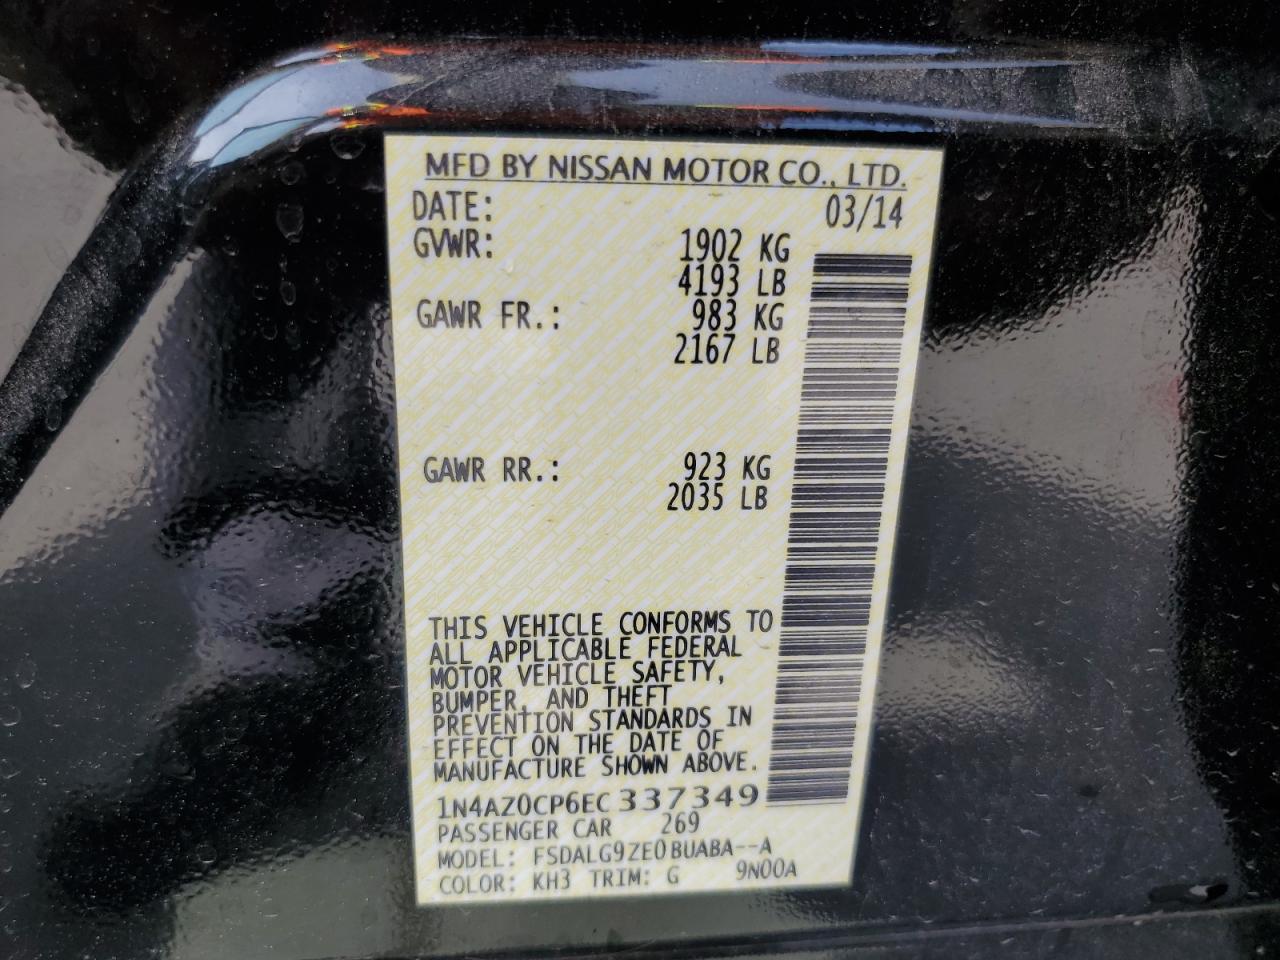 MFD BY NISSAN MOTOR CO., LTD.
DATE: 03/14
GVWR: 1902 KG
4193 LB
GAWR FR.: 983 KG
2167 LB
GAWR RR.: 923 KG
2035 LB
THIS VEHICLE CONFORMS TO
ALL APPLICABLE FEDERAL
MOTOR VEHICLE SAFETY,
BUMPER, AND THEFT
PREVENTION STANDARDS IN
EFFECT ON THE DATE OF
MANUFACTURE SHOWN ABOVE.
1N4AZ0CP6EC337349
PASSENGER CAR 269
MODEL: FSDALG9ZE0BUABA--A
COLOR: KH3 TRIM: G 9N00A